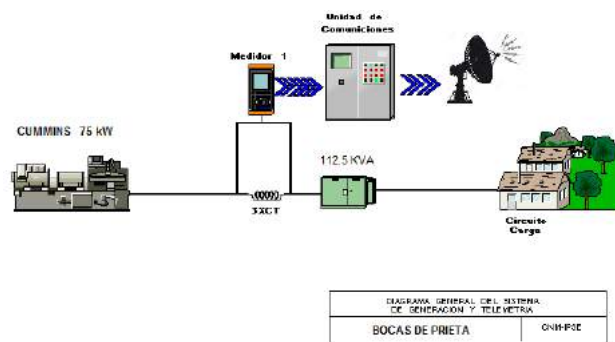 Unidad de
Comuniciones
Medidor 1
CUMMINS 75 kW
112.5 KVA
3XCT
Circuito
Carga
DIAGRAMA GENERAL DEL SISTEMA
DE GENERACION Y TELEMETRIA
BOCAS DE PRIETA